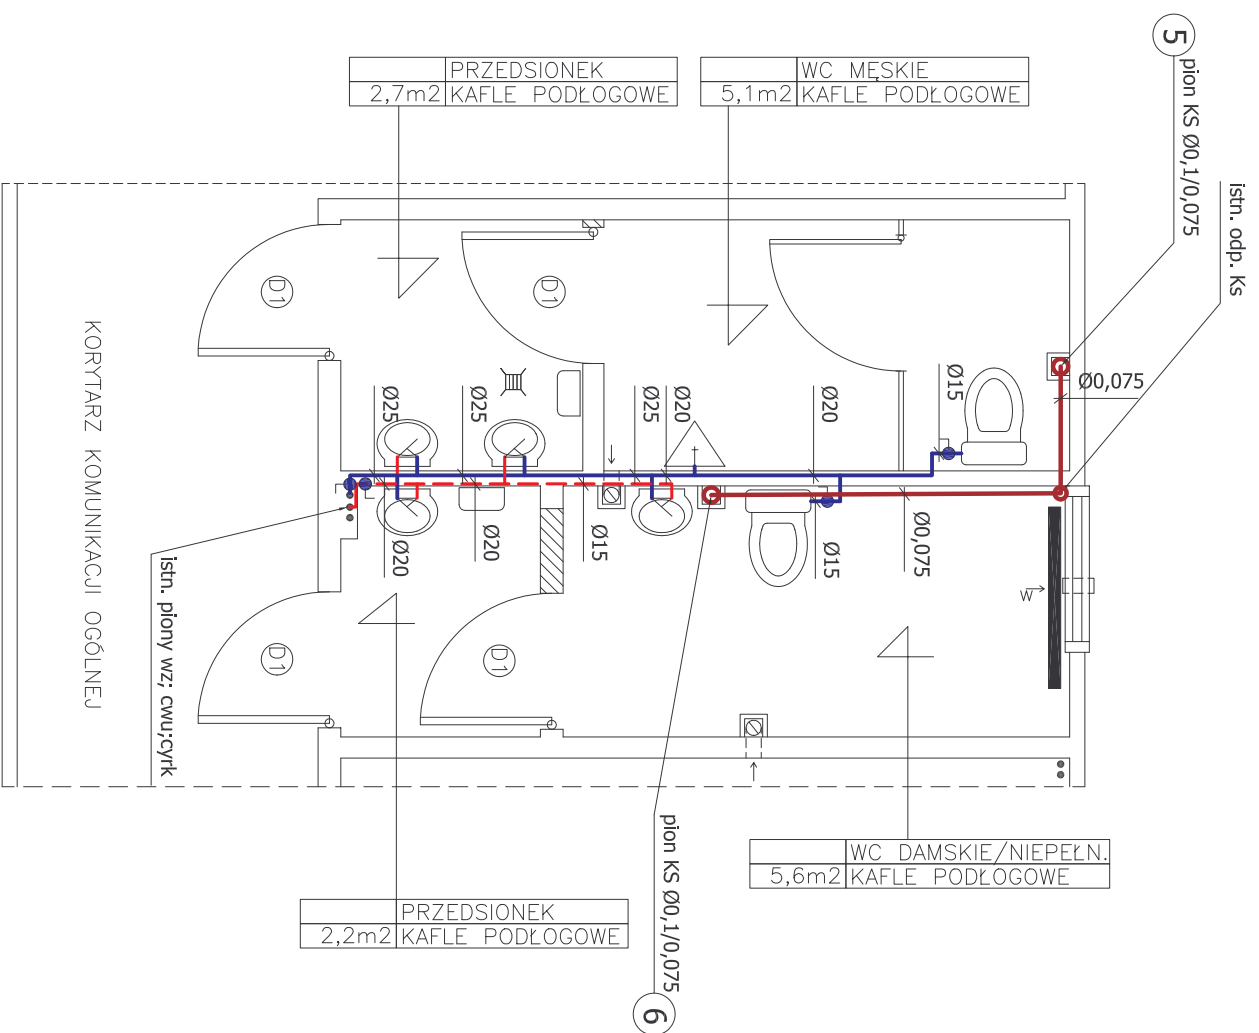 PRZEDSIONEK
2,7m2 KAFLE PODŁOGOWE
WC MĘSKIE
5,1m2 KAFLE PODŁOGOWE
5
pion KS Ø0,1/0,075
istn. odp. Ks
D1
D1
Ø0,075
Ø15
Ø25
Ø25
Ø25
Ø20
Ø20
Ø20
Ø20
Ø15
Ø15
Ø0,075
W
KORYTARZ KOMUNIKACJI OGÓLNEJ
istn. piony wz; cwu;cyrk
D1
D1
pion KS Ø0,1/0,075
6
WC DAMSKIE/NIEPEŁN.
5,6m2 KAFLE PODŁOGOWE
PRZEDSIONEK
2,2m2 KAFLE PODŁOGOWE